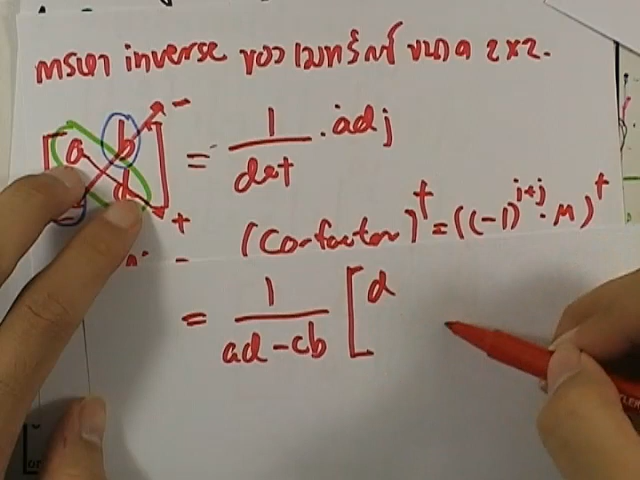 การหา inverse ของเมทริกซ์ ขนาด 2x2.
[a b d] - + = 1/det · adj
(Co-factor)^t = ((-1)^{i+j} · M)^t
= 1/(ad-cb) [d